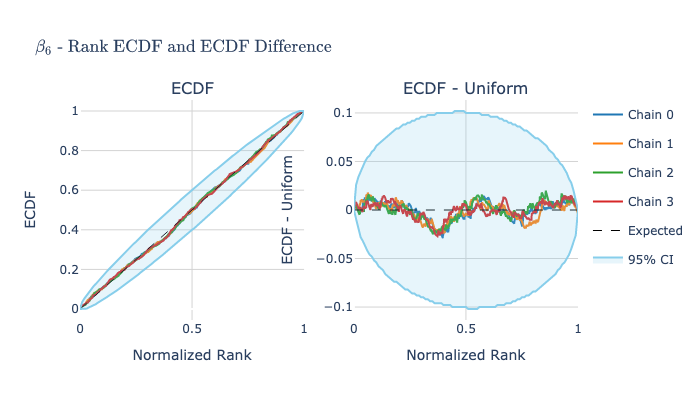 β₆ - Rank ECDF and ECDF Difference
ECDF
ECDF - Uniform
1
0.8
0.6
0.4
0.2
0
0
0.5
1
ECDF
Normalized Rank
0.1
0.05
0
−0.05
−0.1
0
0.5
1
ECDF - Uniform
Normalized Rank
Chain 0
Chain 1
Chain 2
Chain 3
Expected
95% CI